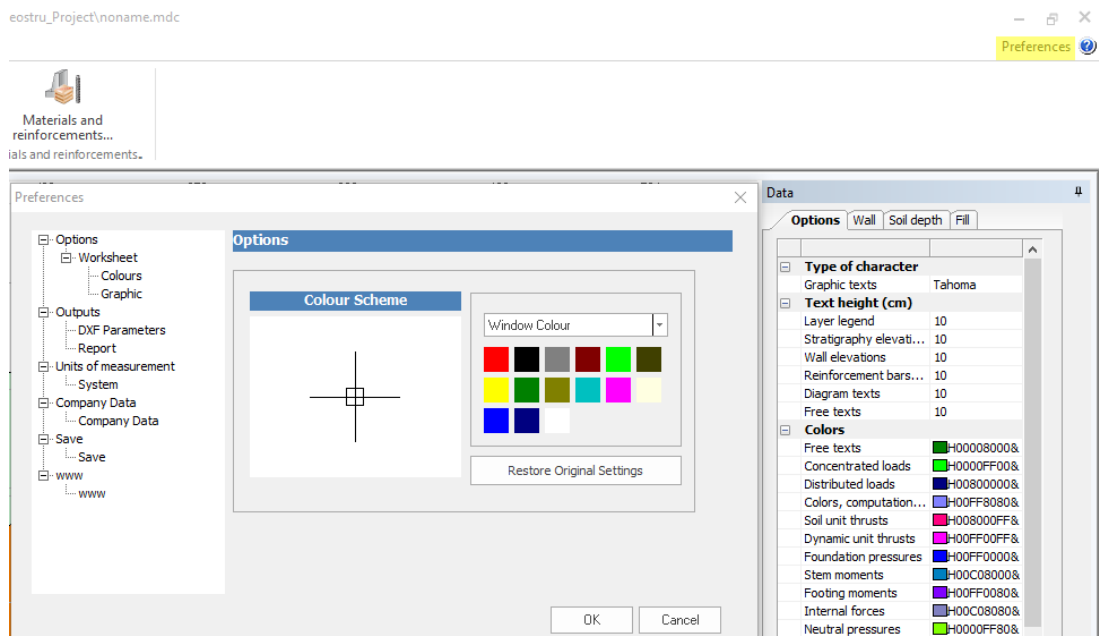 eostru_Project\noname.mdc
Preferences
Materials and
reinforcements...
ials and reinforcements.
Preferences
Options
Worksheet
Colours
Graphic
Outputs
DXF Parameters
Report
Units of measurement
System
Company Data
Company Data
Save
Save
www
www
Options
Colour Scheme
Window Colour
Restore Original Settings
OK
Cancel
Data
Options Wall Soil depth Fill
Type of character
Graphic texts Tahoma
Text height (cm)
Layer legend 10
Stratigraphy elevati... 10
Wall elevations 10
Reinforcement bars... 10
Diagram texts 10
Free texts 10
Colors
Free texts H00008000&
Concentrated loads H0000FF00&
Distributed loads H00800000&
Colors, computation... H00FF8080&
Soil unit thrusts H008000FF&
Dynamic unit thrusts H00FF00FF&
Foundation pressures H00FF0000&
Stem moments H00C08000&
Footing moments H00FF0080&
Internal forces H00C08080&
Neutral pressures H0000FF80&